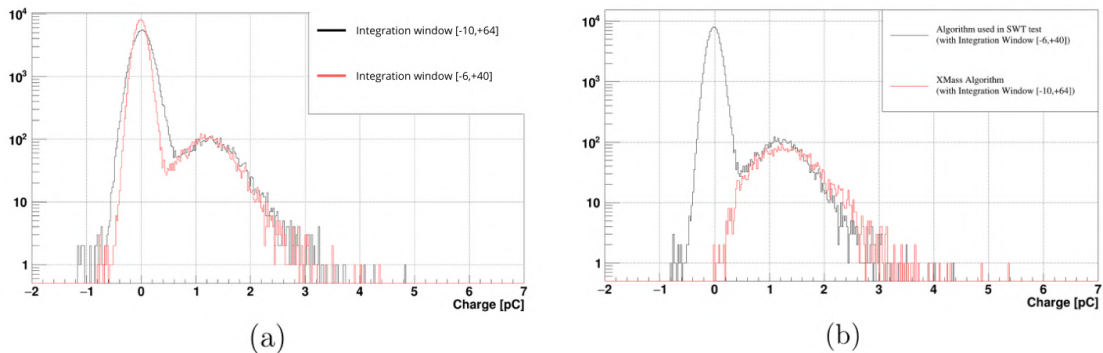 10⁴
10³
10²
10
1
−2 −1 0 1 2 3 4 5 6 7
Charge [pC]
Integration window [-10,+64]
Integration window [-6,+40]
(a)
10⁴
10³
10²
10
1
−2 −1 0 1 2 3 4 5 6 7
Charge [pC]
Algorithm used in SWT test
(with Integration Window [-6,+40])
XMass Algorithm
(with Integration Window [-10,+64])
(b)